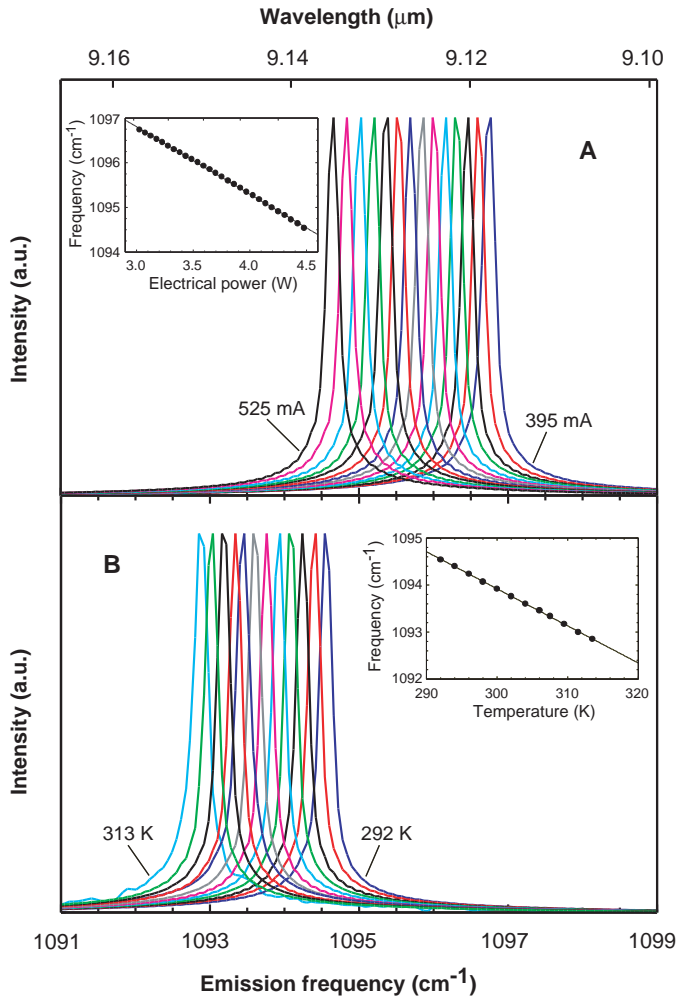 Wavelength (μm)
9.16 9.14 9.12 9.10
A
Intensity (a.u.)
525 mA
395 mA
Frequency (cm-1)
1097
1096
1095
1094
3.0 3.5 4.0 4.5
Electrical power (W)
B
Intensity (a.u.)
313 K
292 K
Frequency (cm-1)
1095
1094
1093
1092
290 300 310 320
Temperature (K)
1091 1093 1095 1097 1099
Emission frequency (cm-1)